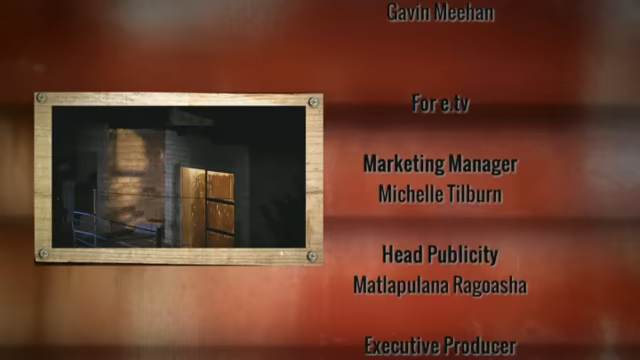 Gavin Meehan
For e.tv
Marketing Manager
Michelle Tilburn
Head Publicity
Matlapulana Ragoasha
Executive Producer